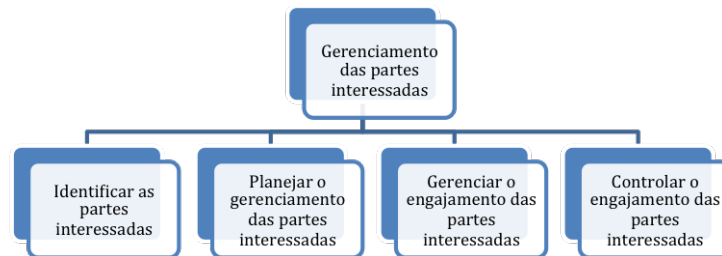 Gerenciamento
das partes
interessadas
Identificar as
partes
interessadas
Planejar o
gerenciamento
das partes
interessadas
Gerenciar o
engajamento das
partes
interessadas
Controlar o
engajamento das
partes
interessadas